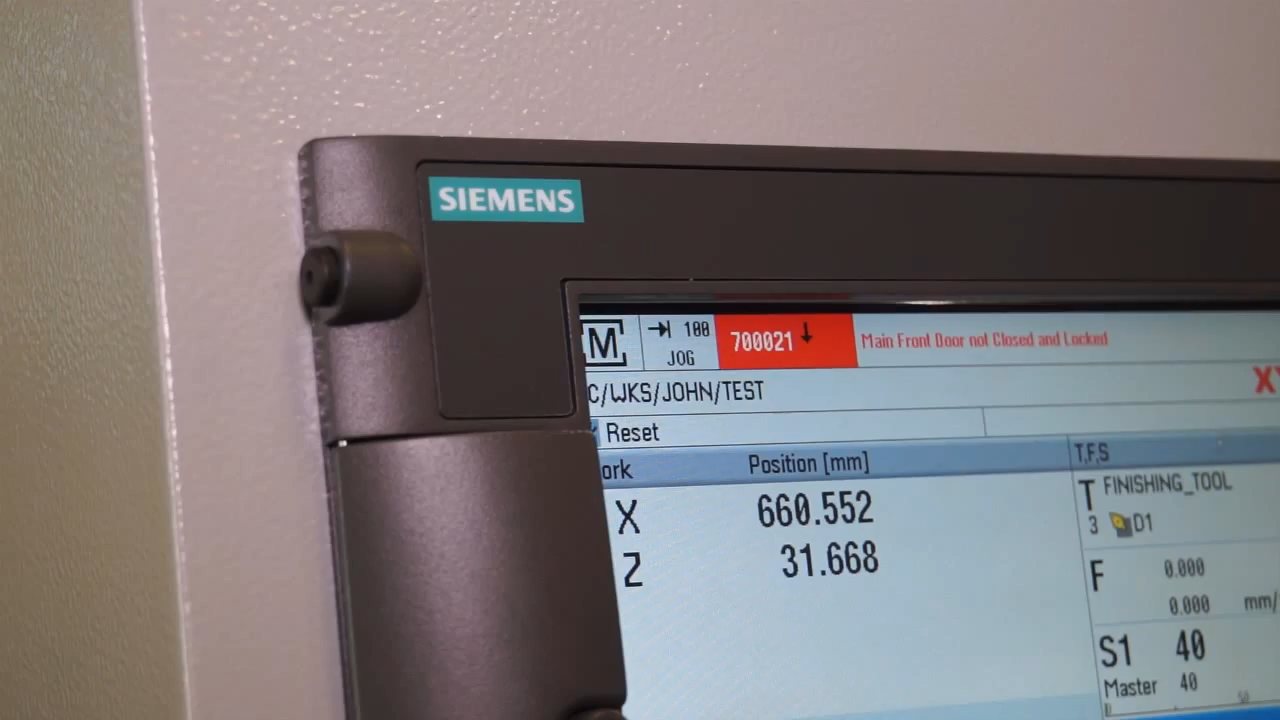 SIEMENS
M
100
JOG
700021
Main Front Door not Closed and Locked
C/WKS/JOHN/TEST
Reset
ork Position [mm] T,F,S
X 660.552
Z 31.668
T FINISHING_TOOL
3 D1
F 0.000
0.000 mm/
S1 40
Master 40
50